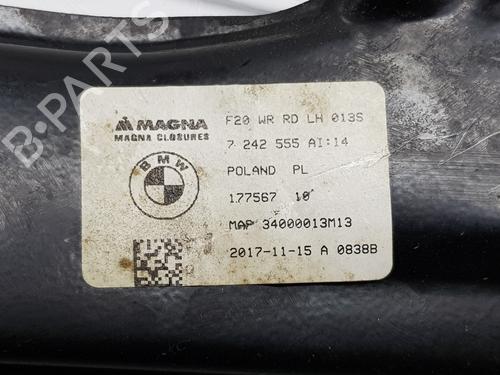 MAGNA
MAGNA CLOSURES
BMW
F20 WR RD LH 013S
7 242 555 AI:14
POLAND PL
177567 10
MAP 34000013M13
2017-11-15 A 0838B
B-PARTS